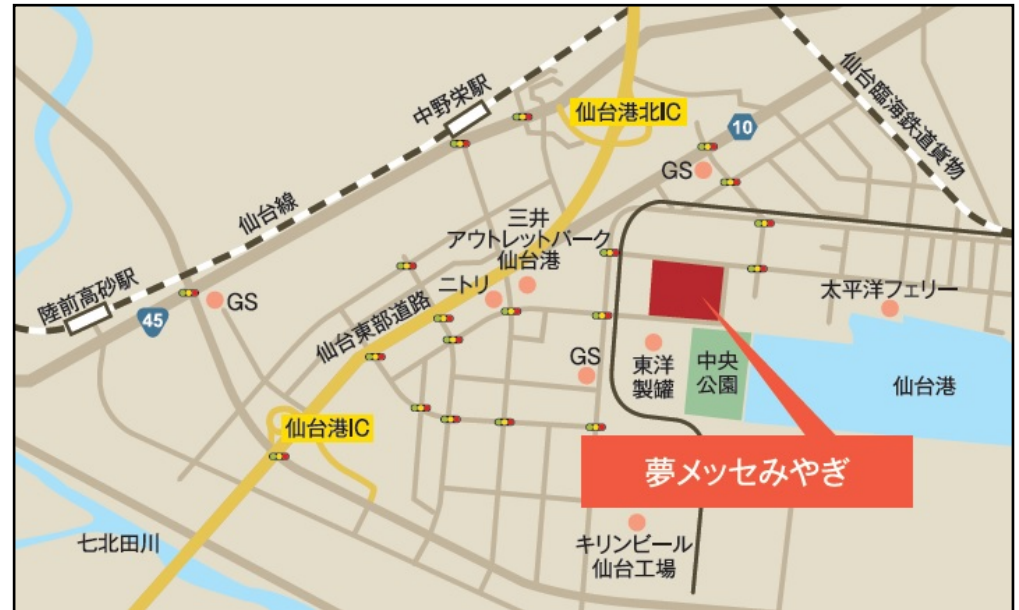 中野栄駅
仙台港北IC
10
仙台臨海鉄道貨物
GS
仙台線
三井
アウトレットパーク
仙台港
ニトリ
陸前高砂駅
45
GS
太平洋フェリー
仙台東部道路
GS
東洋
製罐
中央
公園
仙台港
仙台港IC
夢メッセみやぎ
七北田川
キリンビール
仙台工場